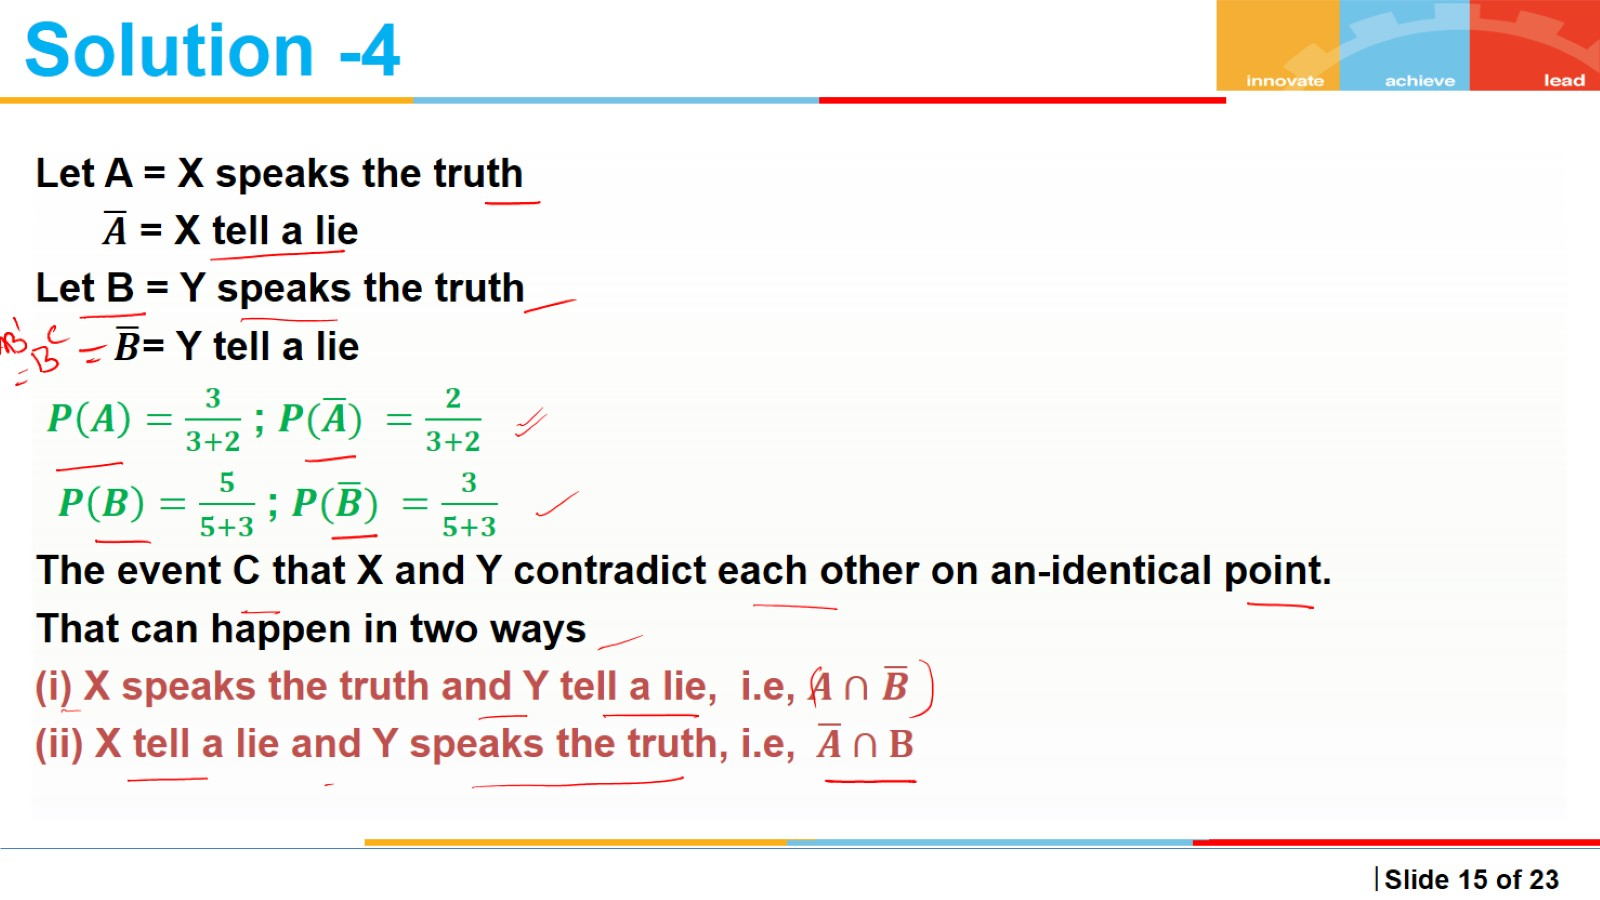 Solution -4
innovate achieve lead
Let A = X speaks the truth
A̅ = X tell a lie
Let B = Y speaks the truth
B̅= Y tell a lie
P(A) = 3/(3+2) ; P(A̅) = 2/(3+2)
P(B) = 5/(5+3) ; P(B̅) = 3/(5+3)
The event C that X and Y contradict each other on an-identical point.
That can happen in two ways
(i) X speaks the truth and Y tell a lie, i.e, A ∩ B̅
(ii) X tell a lie and Y speaks the truth, i.e, A̅ ∩ B
Slide 15 of 23